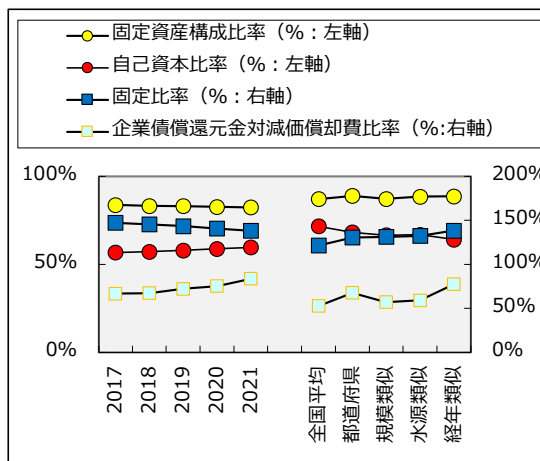 固定資産構成比率（%：左軸）
自己資本比率（%：左軸）
固定比率（%：右軸）
企業債償還元金対減価償却費比率（%:右軸）
100%
50%
0%
200%
150%
100%
50%
0%
2017
2018
2019
2020
2021
全国平均
都道府県
規模類似
水源類似
経年類似